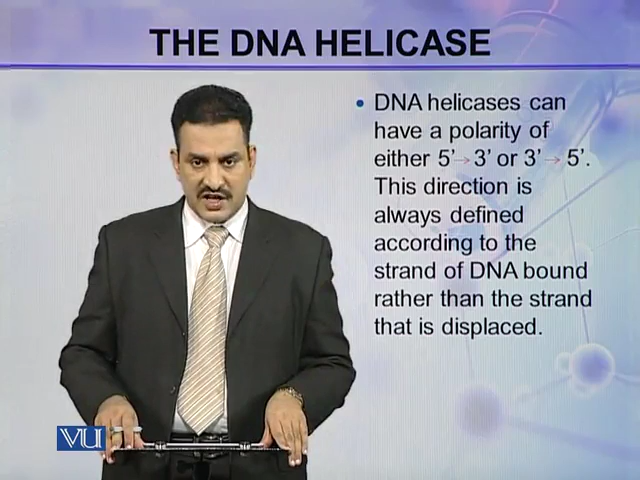 THE DNA HELICASE
• DNA helicases can
have a polarity of
either 5’→3’ or 3’→5’.
This direction is
always defined
according to the
strand of DNA bound
rather than the strand
that is displaced.
VU